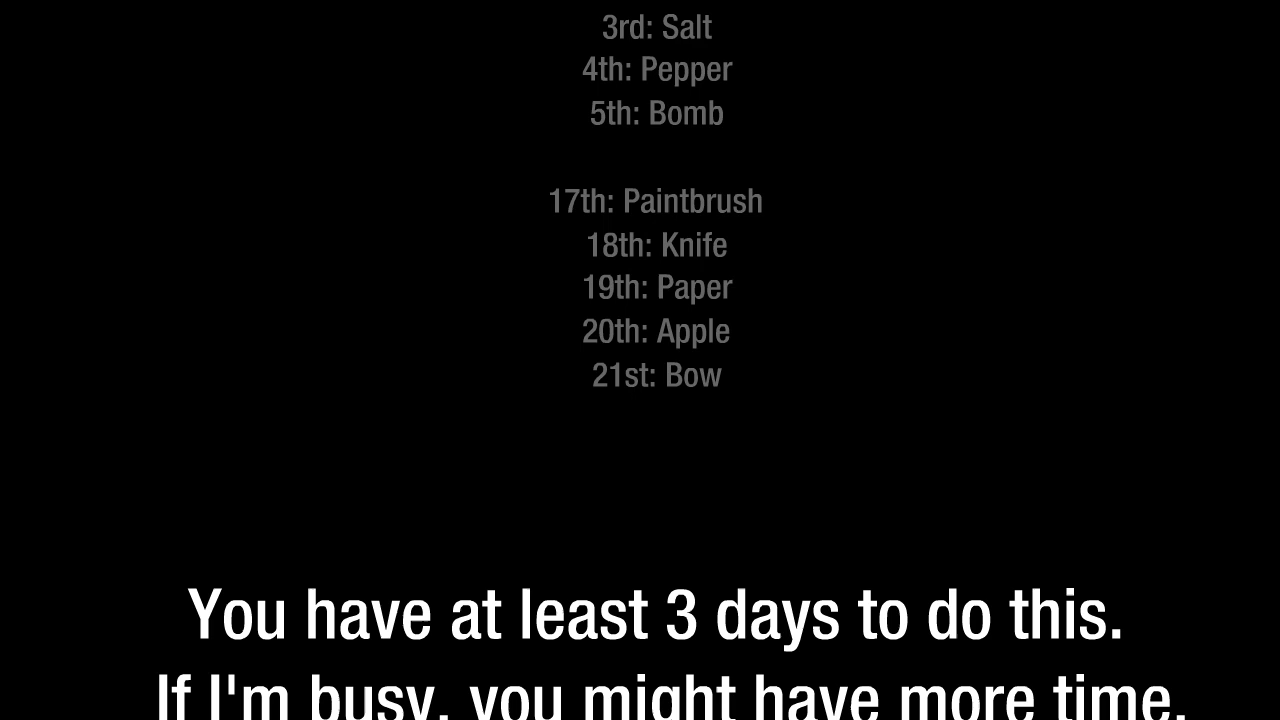 3rd: Salt
4th: Pepper
5th: Bomb
17th: Paintbrush
18th: Knife
19th: Paper
20th: Apple
21st: Bow
You have at least 3 days to do this.
If I'm busy, you might have more time.